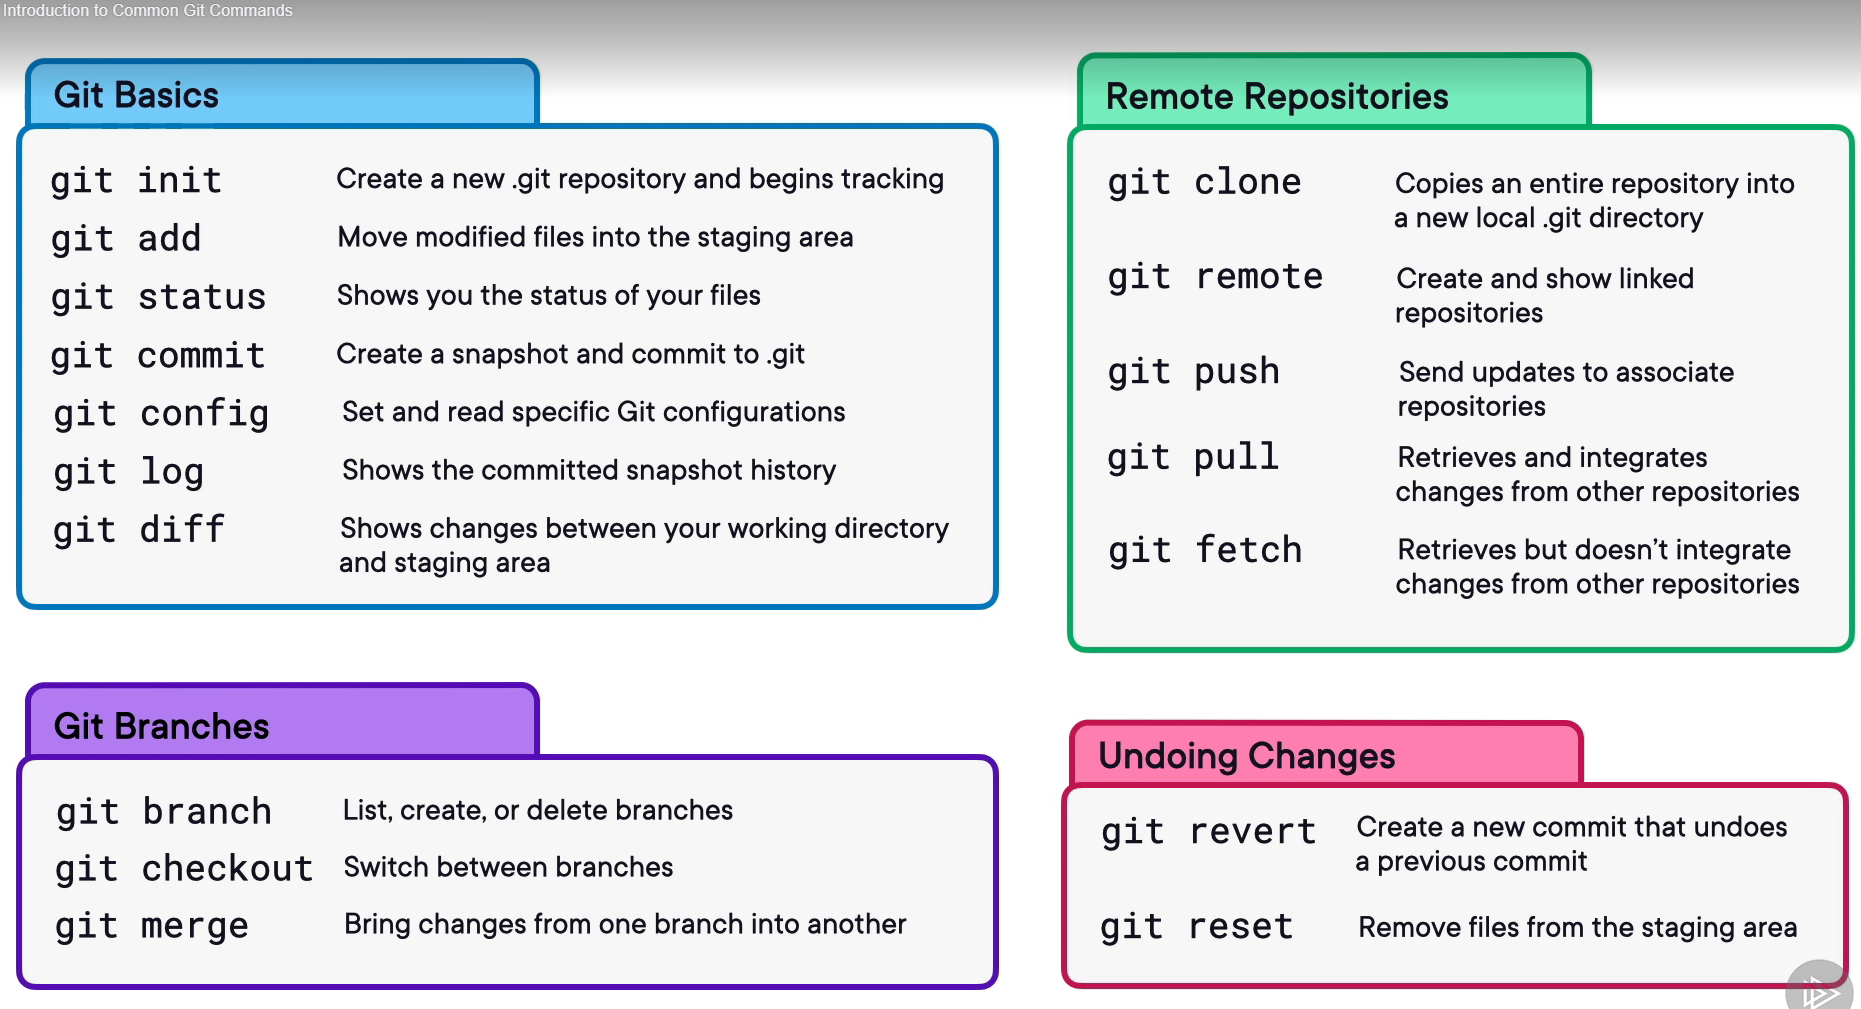 Introduction to Common Git Commands
Git Basics
git init Create a new .git repository and begins tracking
git add Move modified files into the staging area
git status Shows you the status of your files
git commit Create a snapshot and commit to .git
git config Set and read specific Git configurations
git log Shows the committed snapshot history
git diff Shows changes between your working directory
and staging area
Remote Repositories
git clone Copies an entire repository into
a new local .git directory
git remote Create and show linked
repositories
git push Send updates to associate
repositories
git pull Retrieves and integrates
changes from other repositories
git fetch Retrieves but doesn’t integrate
changes from other repositories
Git Branches
git branch List, create, or delete branches
git checkout Switch between branches
git merge Bring changes from one branch into another
Undoing Changes
git revert Create a new commit that undoes
a previous commit
git reset Remove files from the staging area